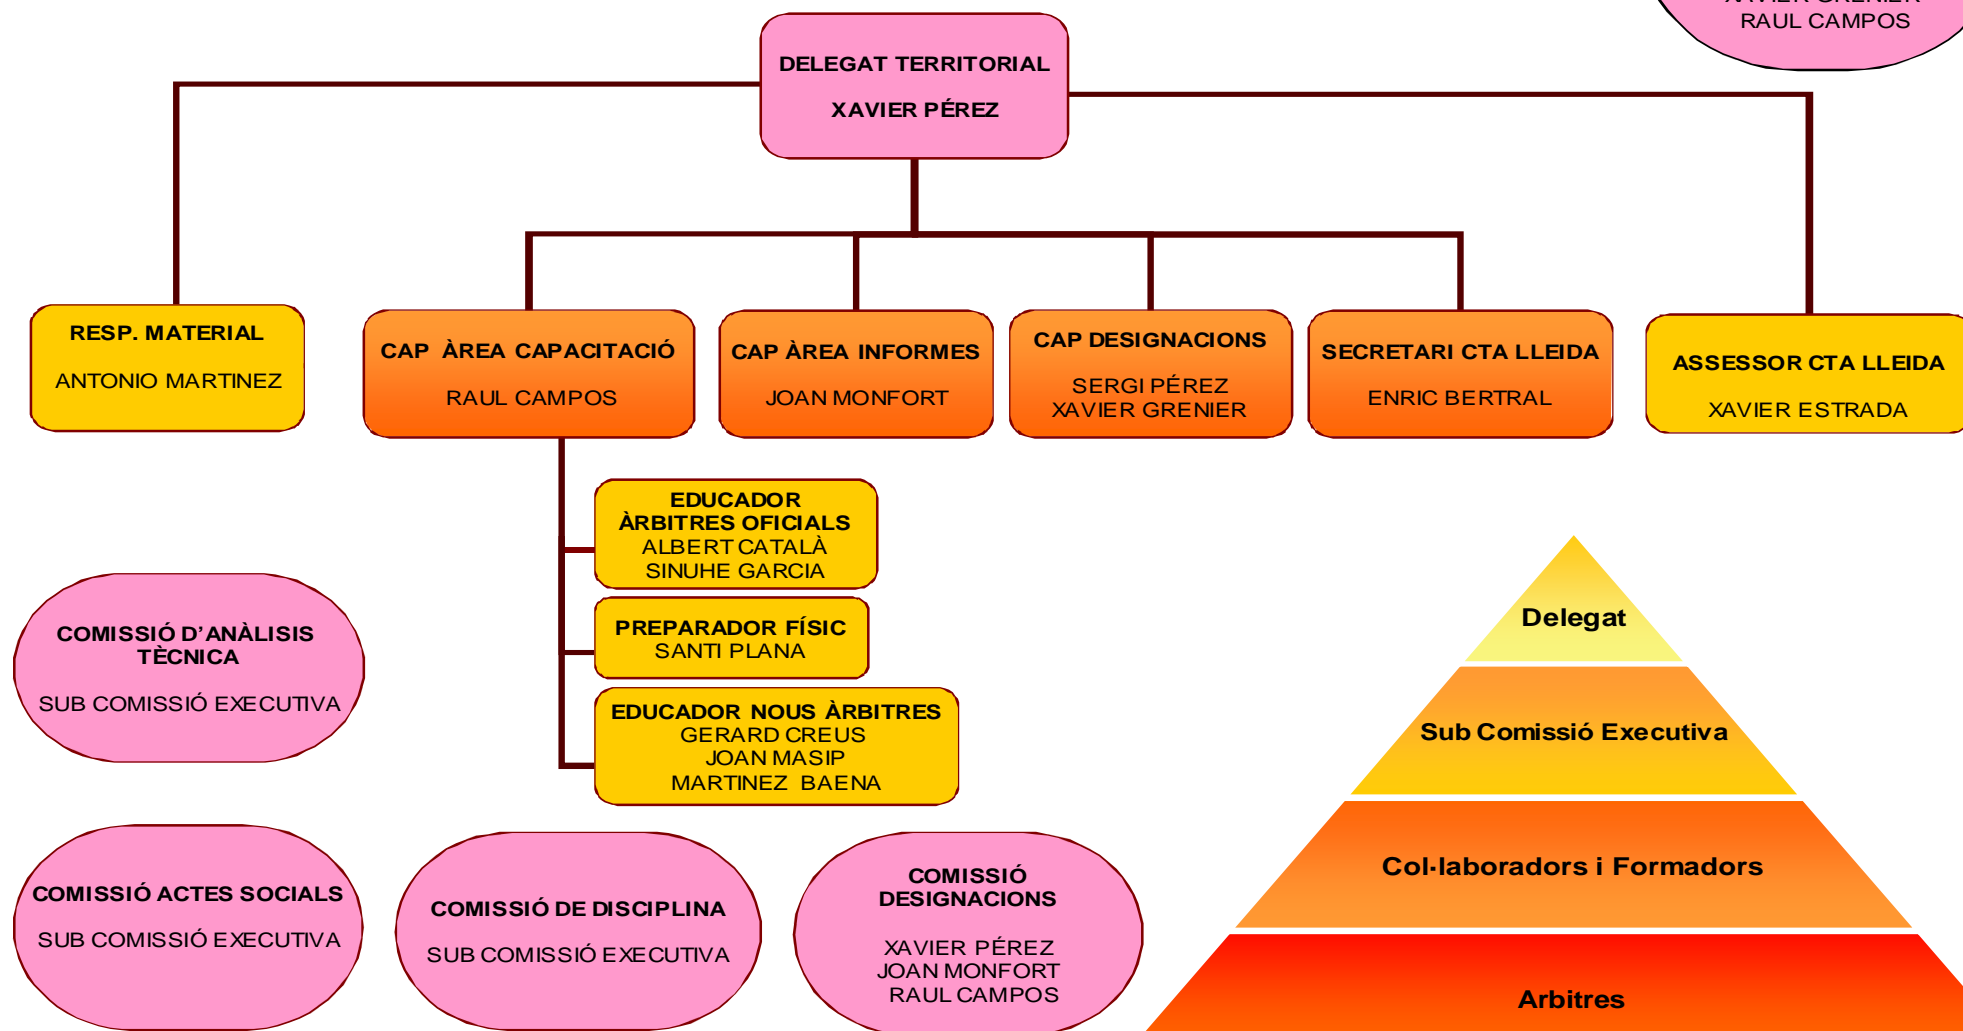 XAVIER GRENIER
RAUL CAMPOS
DELEGAT TERRITORIAL
XAVIER PÉREZ
RESP. MATERIAL
ANTONIO MARTINEZ
CAP ÀREA CAPACITACIÓ
RAUL CAMPOS
CAP ÀREA INFORMES
JOAN MONFORT
CAP DESIGNACIONS
SERGI PÉREZ
XAVIER GRENIER
SECRETARI CTA LLEIDA
ENRIC BERTRAL
ASSESSOR CTA LLEIDA
XAVIER ESTRADA
EDUCADOR
ÀRBITRES OFICIALS
ALBERT CATALÀ
SINUHE GARCIA
PREPARADOR FÍSIC
SANTI PLANA
EDUCADOR NOUS ÀRBITRES
GERARD CREUS
JOAN MASIP
MARTINEZ BAENA
COMISSIÓ D'ANÀLISIS
TÈCNICA
SUB COMISSIÓ EXECUTIVA
COMISSIÓ ACTES SOCIALS
SUB COMISSIÓ EXECUTIVA
COMISSIÓ DE DISCIPLINA
SUB COMISSIÓ EXECUTIVA
COMISSIÓ
DESIGNACIONS
XAVIER PÉREZ
JOAN MONFORT
RAUL CAMPOS
Delegat
Sub Comissió Executiva
Col·laboradors i Formadors
Arbitres